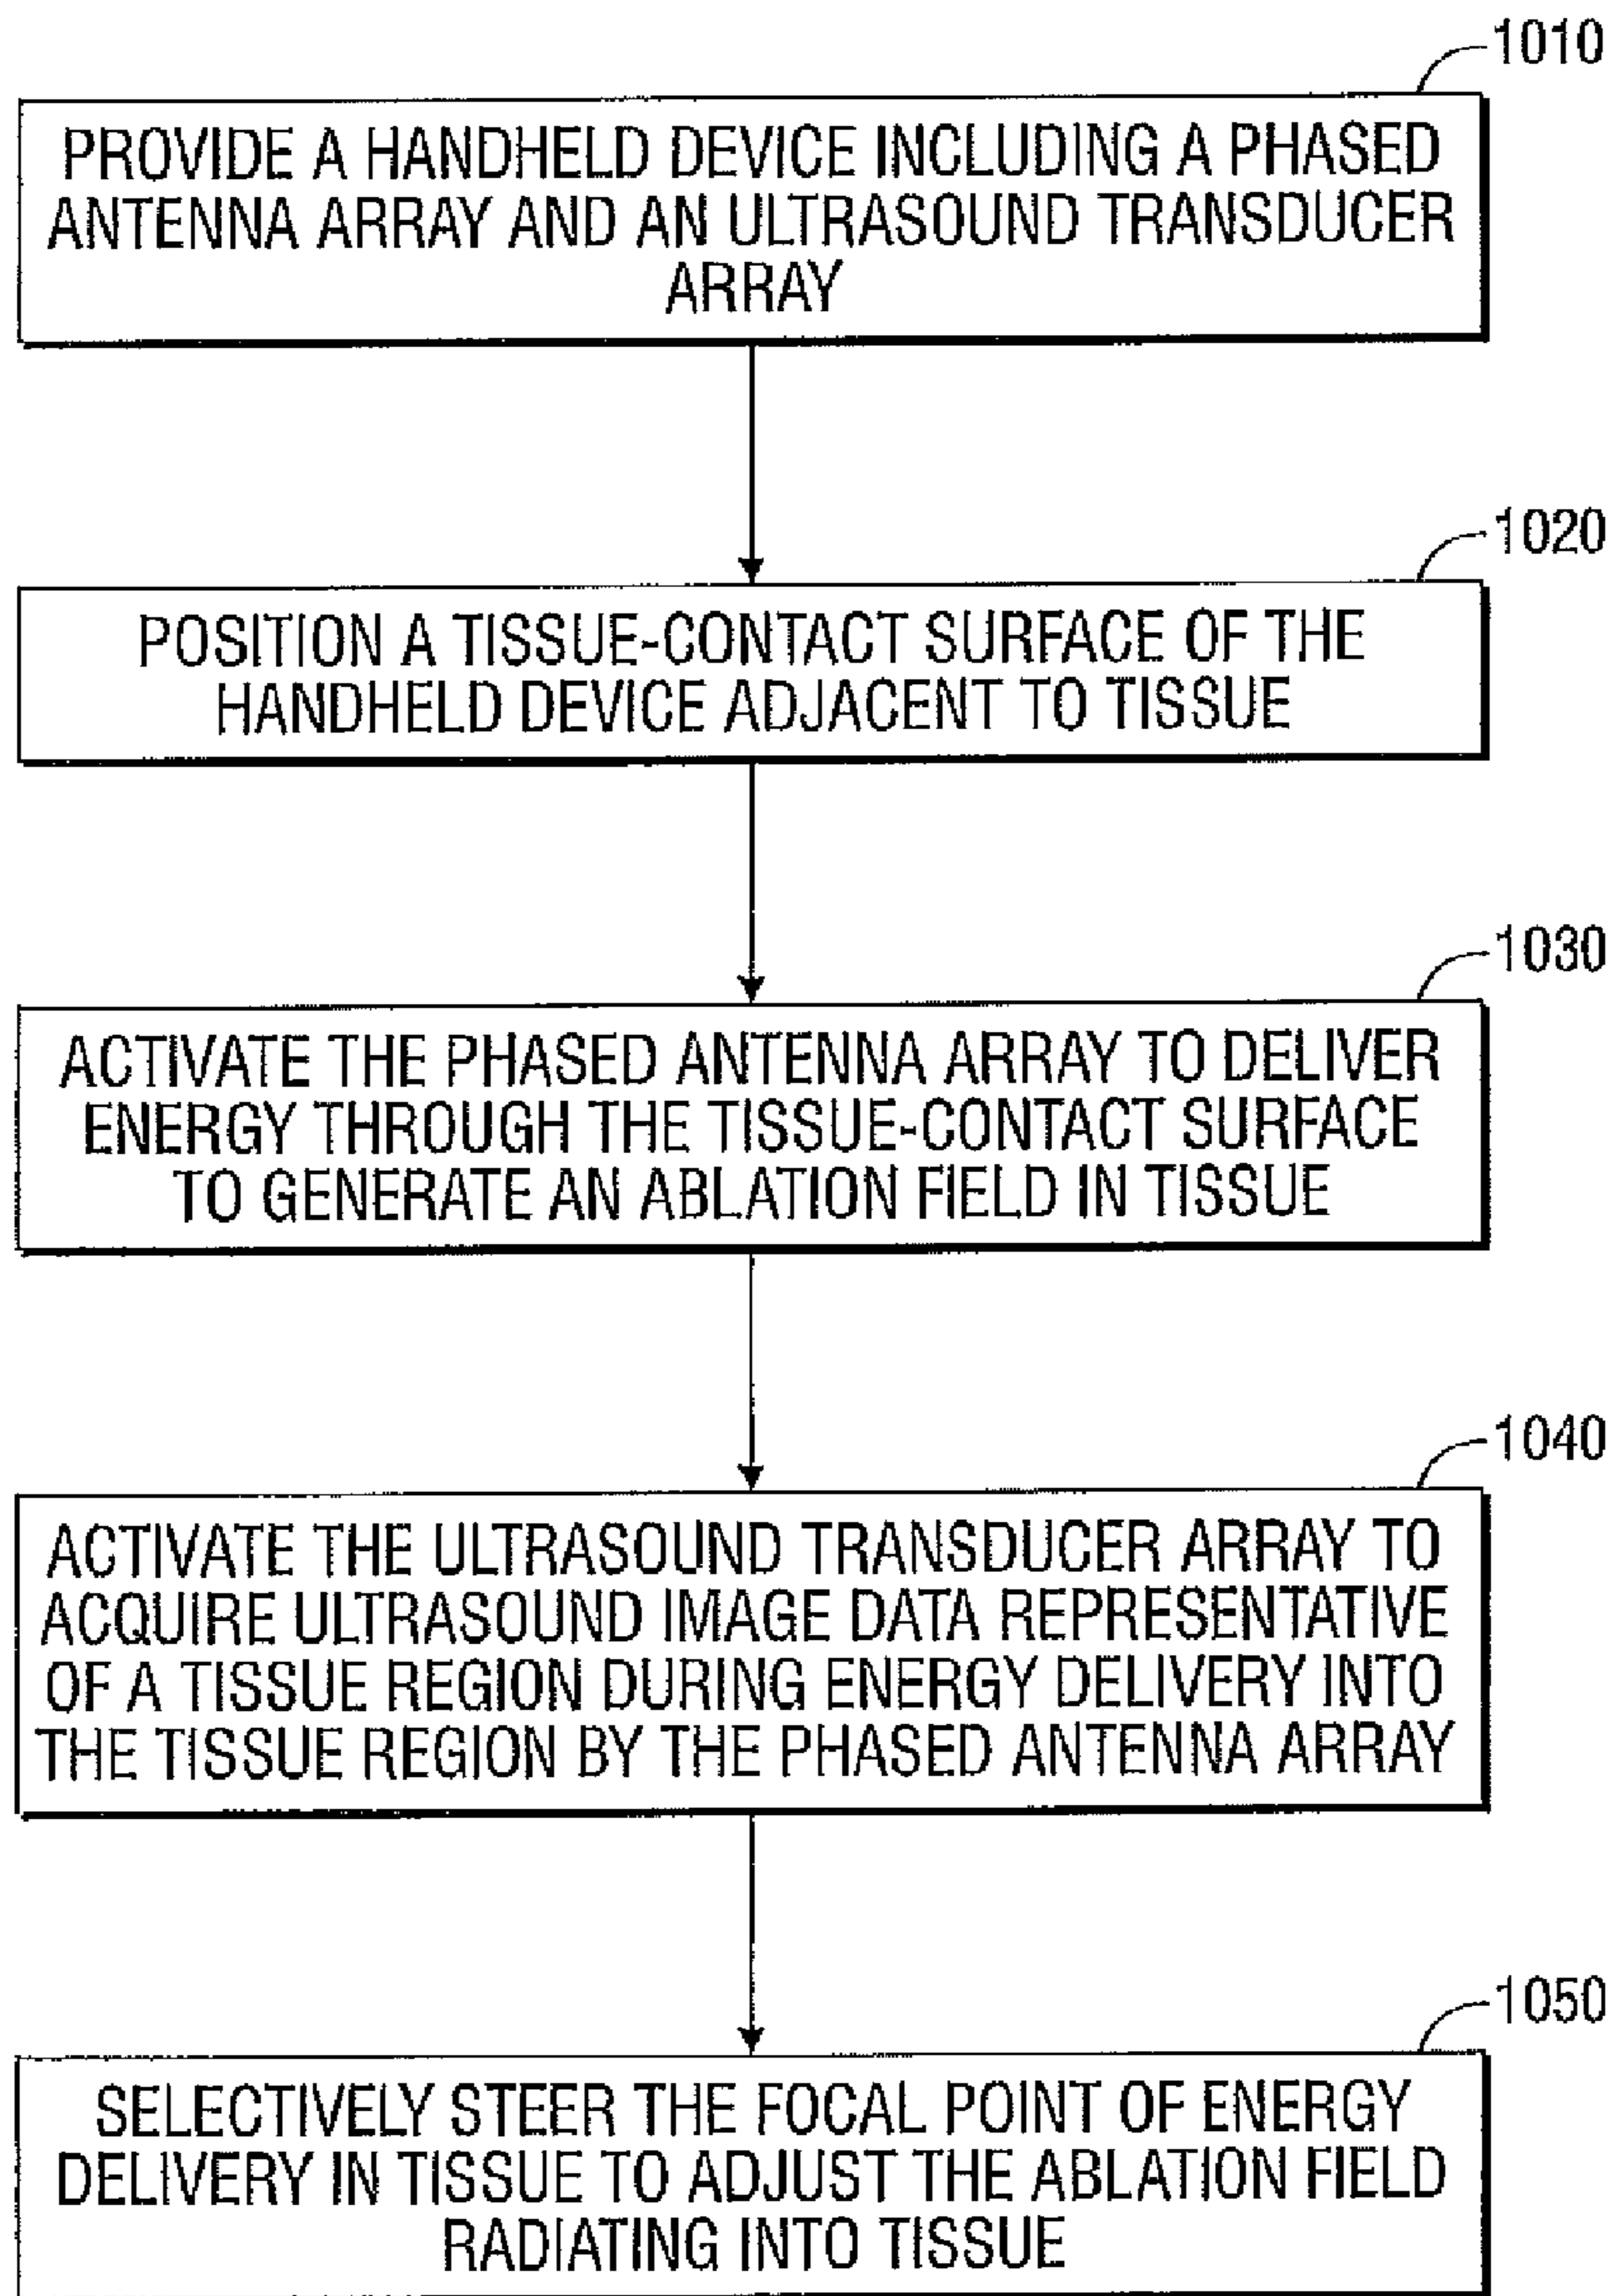 1010
PROVIDE A HANDHELD DEVICE INCLUDING A PHASED
ANTENNA ARRAY AND AN ULTRASOUND TRANSDUCER
ARRAY
1020
POSITION A TISSUE-CONTACT SURFACE OF THE
HANDHELD DEVICE ADJACENT TO TISSUE
1030
ACTIVATE THE PHASED ANTENNA ARRAY TO DELIVER
ENERGY THROUGH THE TISSUE-CONTACT SURFACE
TO GENERATE AN ABLATION FIELD IN TISSUE
1040
ACTIVATE THE ULTRASOUND TRANSDUCER ARRAY TO
ACQUIRE ULTRASOUND IMAGE DATA REPRESENTATIVE
OF A TISSUE REGION DURING ENERGY DELIVERY INTO
THE TISSUE REGION BY THE PHASED ANTENNA ARRAY
1050
SELECTIVELY STEER THE FOCAL POINT OF ENERGY
DELIVERY IN TISSUE TO ADJUST THE ABLATION FIELD
RADIATING INTO TISSUE